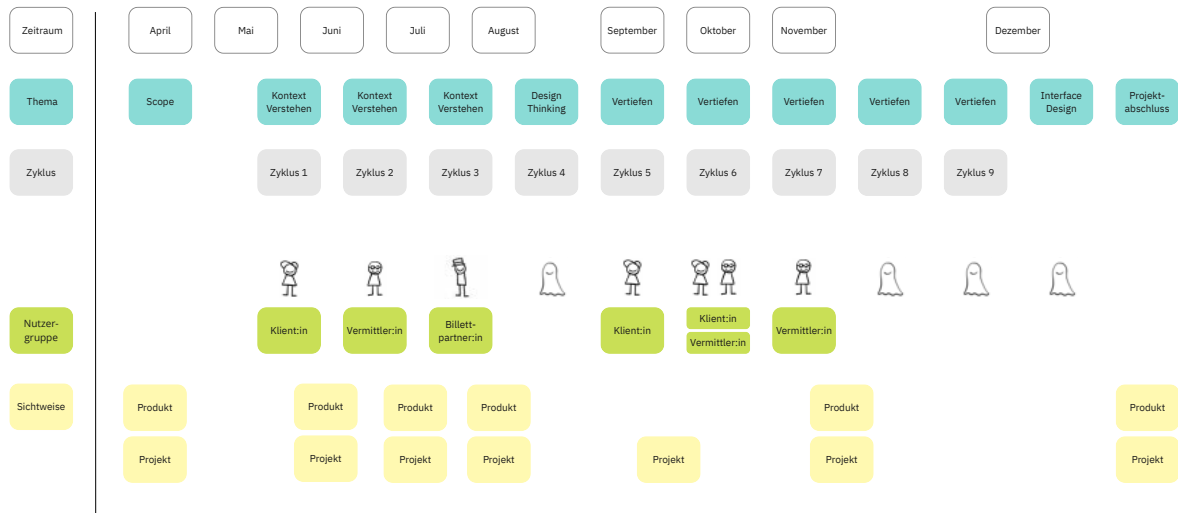 Zeitraum
April
Mai
Juni
Juli
August
September
Oktober
November
Dezember
Thema
Scope
Kontext
Verstehen
Kontext
Verstehen
Kontext
Verstehen
Design
Thinking
Vertiefen
Vertiefen
Vertiefen
Vertiefen
Vertiefen
Interface
Design
Projekt-
abschluss
Zyklus
Zyklus 1
Zyklus 2
Zyklus 3
Zyklus 4
Zyklus 5
Zyklus 6
Zyklus 7
Zyklus 8
Zyklus 9
Nutzer-
gruppe
Klient:in
Vermittler:in
Billett-
partner:in
Klient:in
Klient:in
Vermittler:in
Vermittler:in
Sichtweise
Produkt
Produkt
Produkt
Produkt
Produkt
Produkt
Projekt
Projekt
Projekt
Projekt
Projekt
Projekt
Projekt